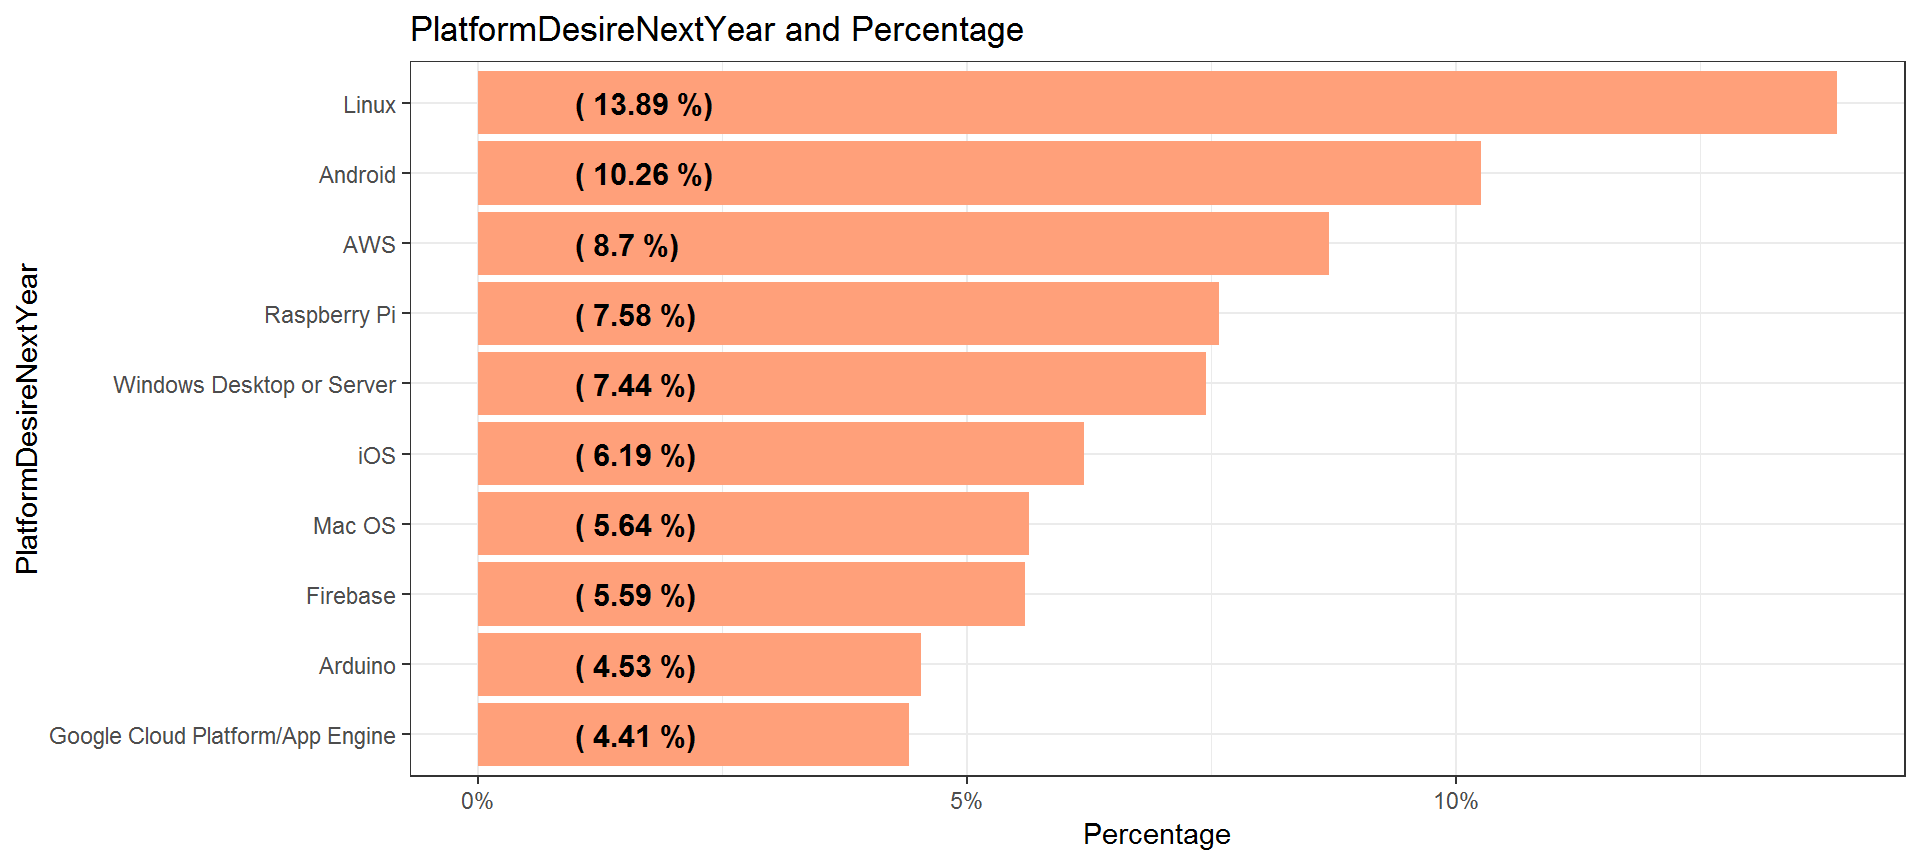 PlatformDesireNextYear and Percentage
PlatformDesireNextYear
Linux ( 13.89 %)
Android ( 10.26 %)
AWS ( 8.7 %)
Raspberry Pi ( 7.58 %)
Windows Desktop or Server ( 7.44 %)
iOS ( 6.19 %)
Mac OS ( 5.64 %)
Firebase ( 5.59 %)
Arduino ( 4.53 %)
Google Cloud Platform/App Engine ( 4.41 %)
0% 5% 10%
Percentage